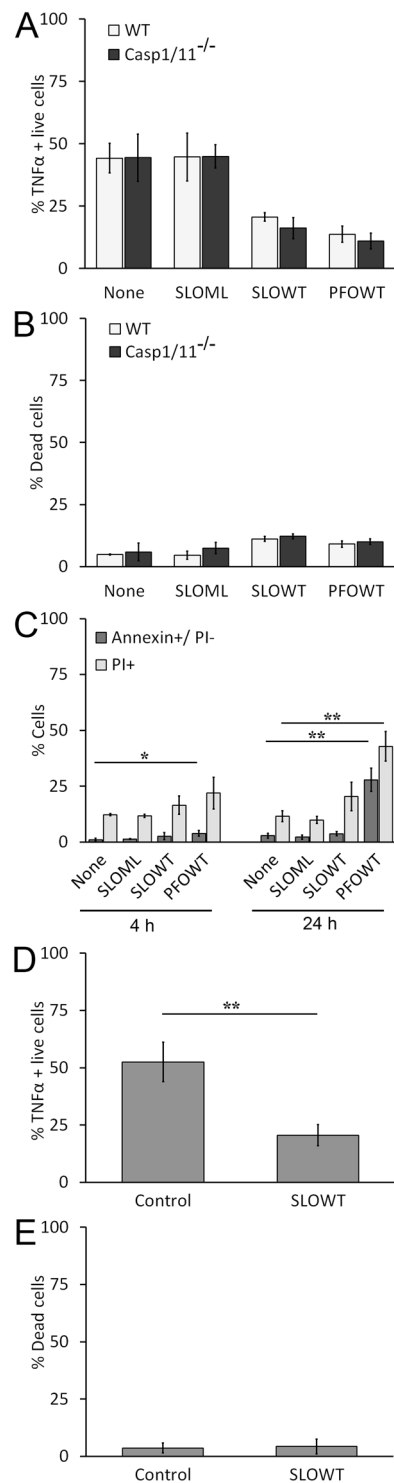 A
% TNFα + live cells
100
75
50
25
0
WT
Casp1/11-/-
None SLOML SLOWT PFOWT
B
% Dead cells
100
75
50
25
0
WT
Casp1/11-/-
None SLOML SLOWT PFOWT
C
% Cells
100
75
50
25
0
Annexin+/ PI-
PI+
*
**
**
None SLOML SLOWT PFOWT None SLOML SLOWT PFOWT
4 h 24 h
D
% TNFα + live cells
100
75
50
25
0
**
Control SLOWT
E
% Dead cells
100
75
50
25
0
Control SLOWT